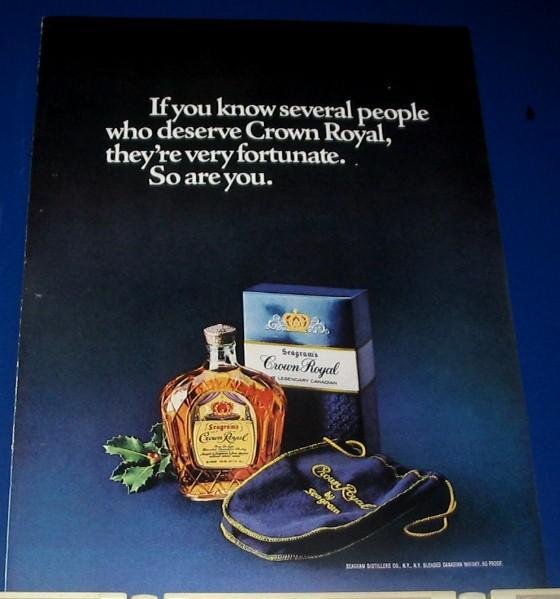 If you know several people
who deserve Crown Royal,
they're very fortunate.
So are you.
Seagram's
Crown Royal
LEGENDARY CANADIAN
Seagram's
Crown Royal
Crown Royal
by
Seagram
SEAGRAM DISTILLERS CO., N.Y., N.Y. BLENDED CANADIAN WHISKY. 80 PROOF.